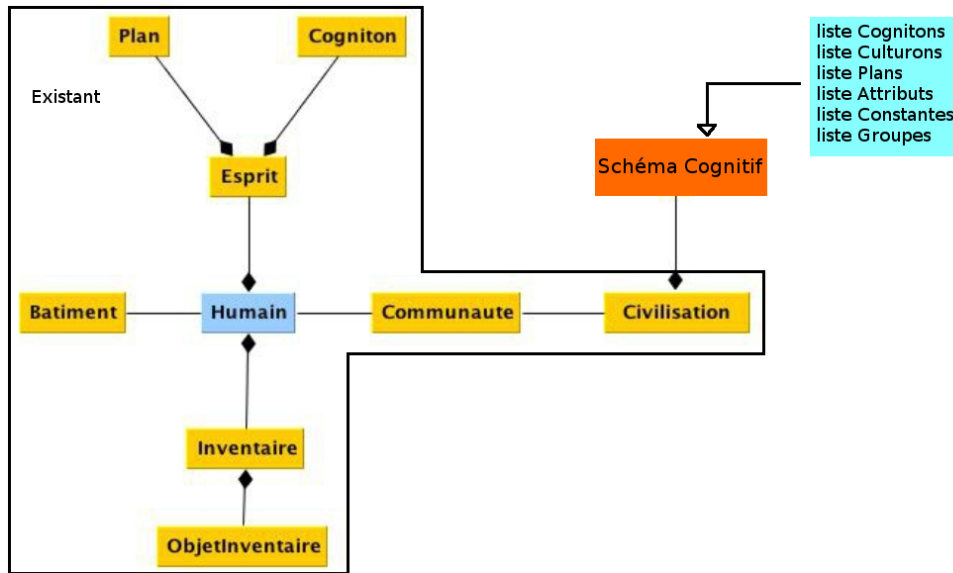 Plan
Cogniton
liste Cognitons
liste Culturons
liste Plans
liste Attributs
liste Constantes
liste Groupes
Existant
Schéma Cognitif
Esprit
Batiment
Humain
Communaute
Civilisation
Inventaire
ObjetInventaire